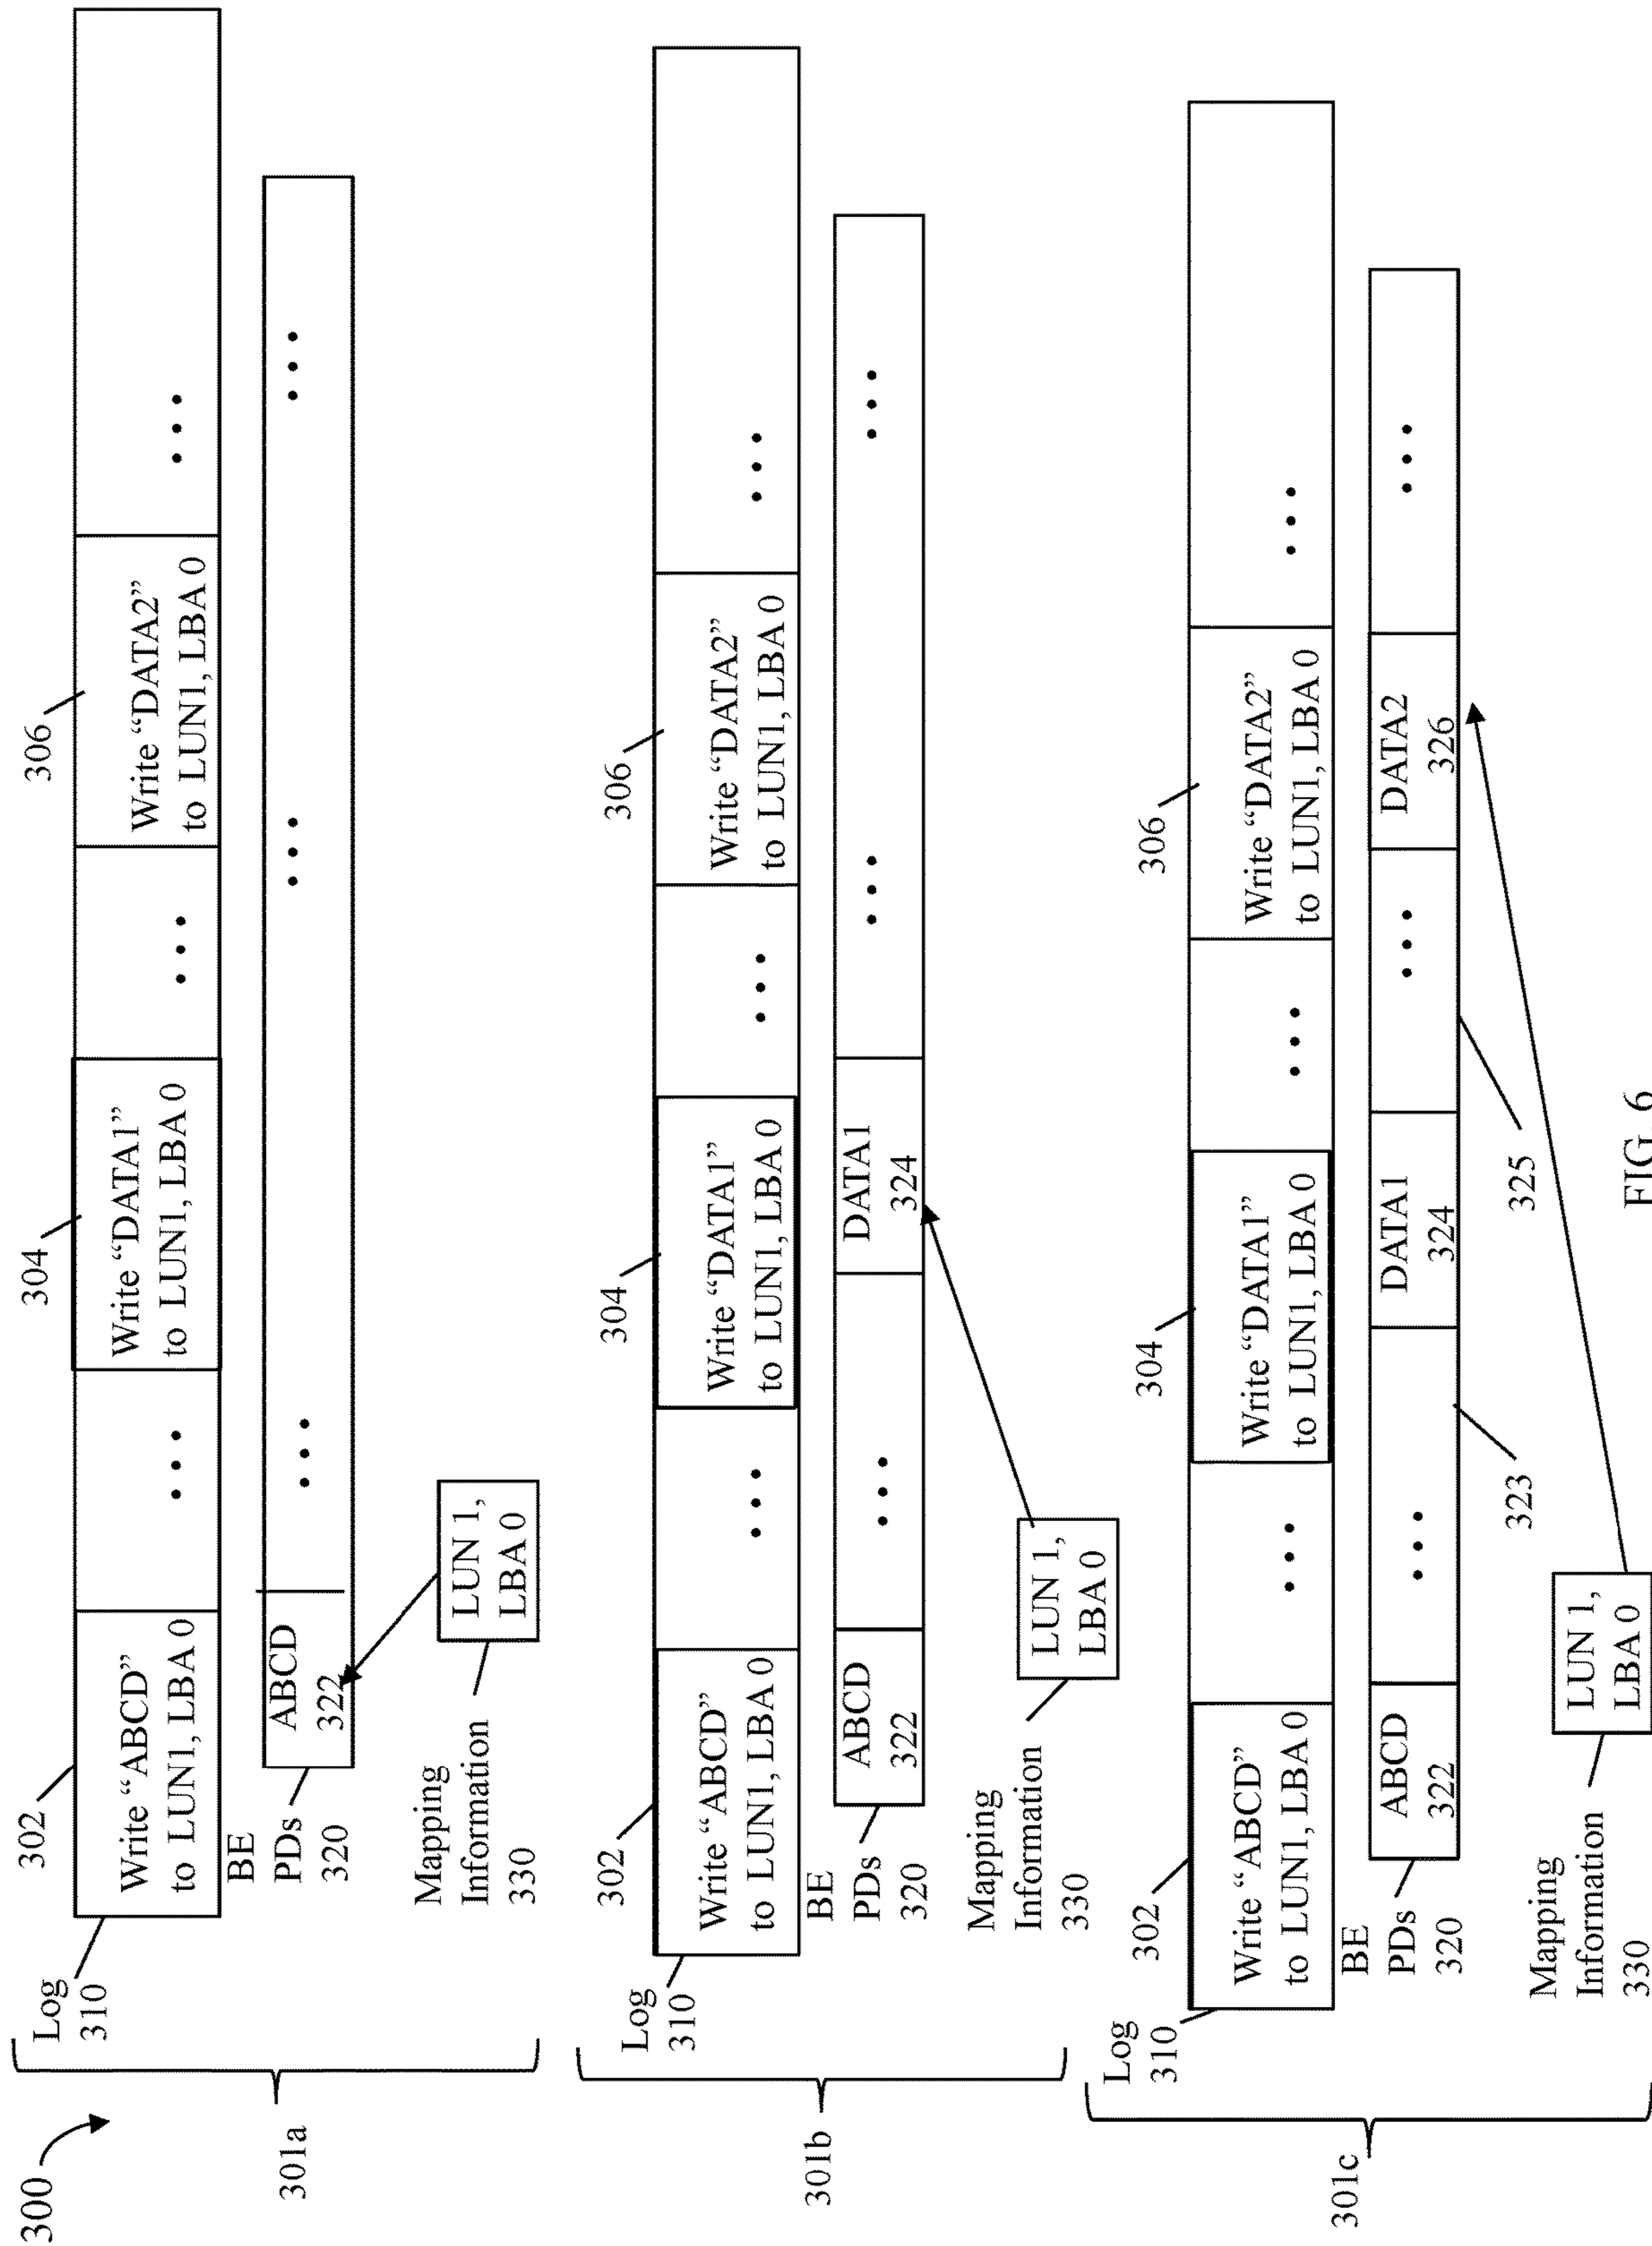 300
301a
Log
310
302
304
306
Write “ABCD”
to LUN1, LBA 0
• • •
Write “DATA1”
to LUN1, LBA 0
• • •
Write “DATA2”
to LUN1, LBA 0
• • •
BE
PDs
320
ABCD
322
• • •
• • •
• • •
Mapping
Information
330
LUN 1,
LBA 0
301b
Log
310
302
304
306
Write “ABCD”
to LUN1, LBA 0
• • •
Write “DATA1”
to LUN1, LBA 0
• • •
Write “DATA2”
to LUN1, LBA 0
• • •
BE
PDs
320
ABCD
322
• • •
DATA1
324
• • •
• • •
Mapping
Information
330
LUN 1,
LBA 0
301c
Log
310
302
304
306
Write “ABCD”
to LUN1, LBA 0
• • •
Write “DATA1”
to LUN1, LBA 0
• • •
Write “DATA2”
to LUN1, LBA 0
• • •
BE
PDs
320
ABCD
322
• • •
DATA1
324
• • •
DATA2
326
• • •
323
325
Mapping
Information
330
LUN 1,
LBA 0
FIG. 6